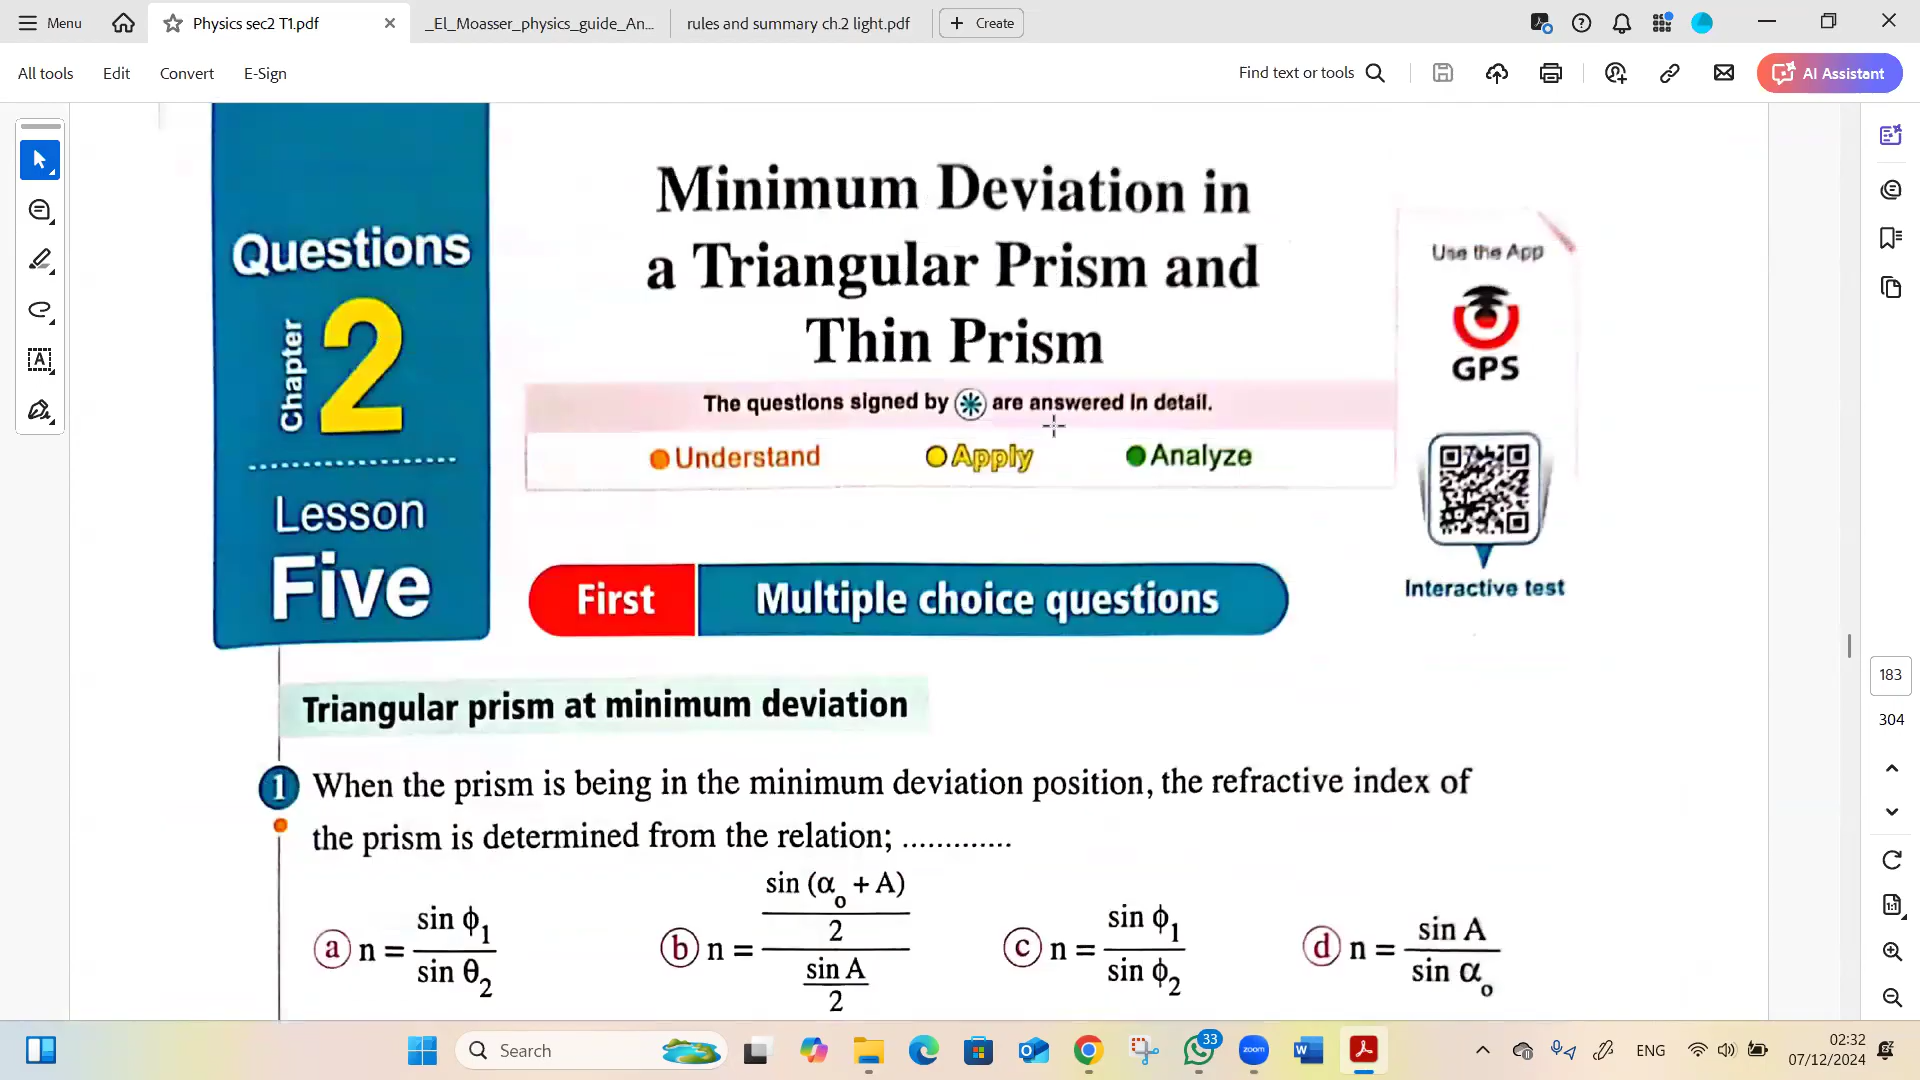 Menu
Physics sec2 T1.pdf
_El_Moasser_physics_guide_An...
rules and summary ch.2 light.pdf
Create
All tools
Edit
Convert
E-Sign
Find text or tools
AI Assistant
Questions
Chapter
2
Lesson
Five
Minimum Deviation in
a Triangular Prism and
Thin Prism
The questions signed by ✳ are answered in detail.
Understand
Apply
Analyze
Use the App
GPS
Interactive test
First
Multiple choice questions
Triangular prism at minimum deviation
1 When the prism is being in the minimum deviation position, the refractive index of
the prism is determined from the relation; .............
a n = sin ϕ1 / sin θ2
b n = (sin (αo + A) / 2) / (sin A / 2)
c n = sin ϕ1 / sin ϕ2
d n = sin A / sin αo
183
304
1:1
Search
33
zoom
ENG
02:32
07/12/2024